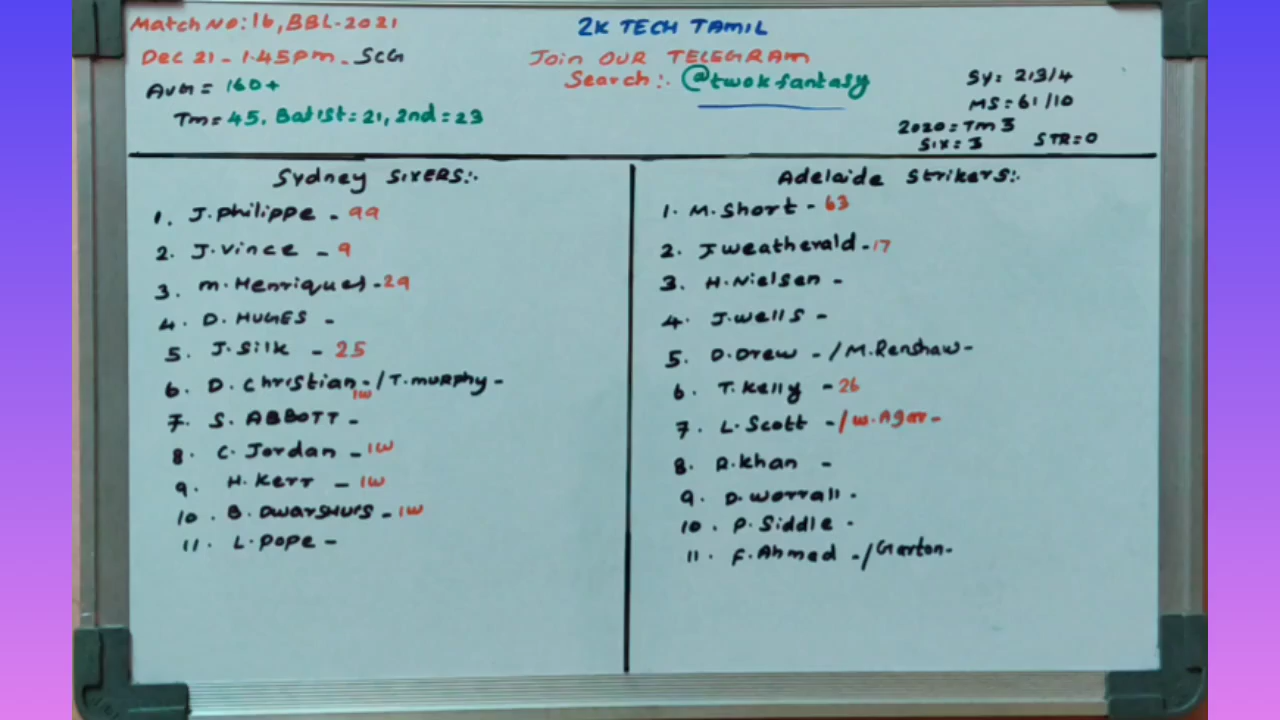 Match No: 16, BBL-2021
Dec 21 - 1.45pm - SCG
Avg = 160+
Tm = 45, Bat 1st = 21, 2nd = 23
2K TECH TAMIL
Join OUR TELEGRAM
Search:. @twokfantasy
Sy: 213/4
MS = 61/10
2020 = Tm 3
SIX = 3 STR = 0
Sydney SIXERS:.
1. J. Philippe - 99
2. J. Vince - 9
3. M. Henriques - 29
4. D. HUGES -
5. J. Silk - 25
6. D. Christian - 1W / T. MURPHY -
7. S. ABBOTT -
8. C. Jordan - 1W
9. H. Kerr - 1W
10. B. DwarsHUIS - 1W
11. L. Pope -
Adelaide Strikers:.
1. M. Short - 63
2. J weatherald - 17
3. H. Nielsen -
4. J. wells -
5. D. Drew - / M. Renshaw -
6. T. Kelly - 26
7. L. Scott - / W. Agar -
8. R. khan -
9. D. worrall -
10. P. Siddle -
11. F. Ahmed - / Garton -